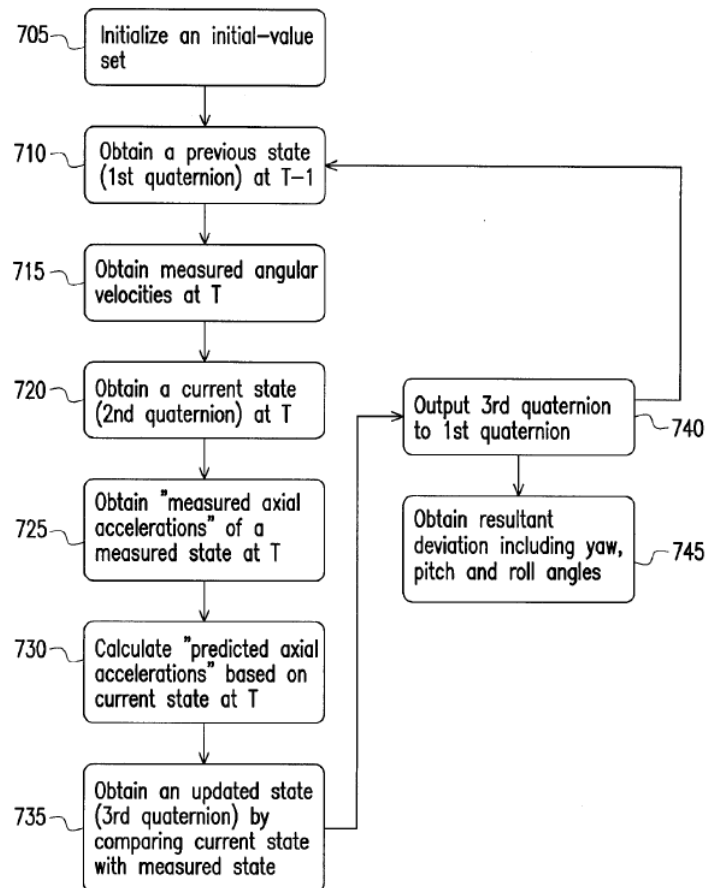 705
Initialize an initial-value
set
710
Obtain a previous state
(1st quaternion) at T-1
715
Obtain measured angular
velocities at T
720
Obtain a current state
(2nd quaternion) at T
725
Obtain "measured axial
accelerations" of a
measured state at T
730
Calculate "predicted axial
accelerations" based on
current state at T
735
Obtain an updated state
(3rd quaternion) by
comparing current state
with measured state
Output 3rd quaternion
to 1st quaternion
740
Obtain resultant
deviation including yaw,
pitch and roll angles
745